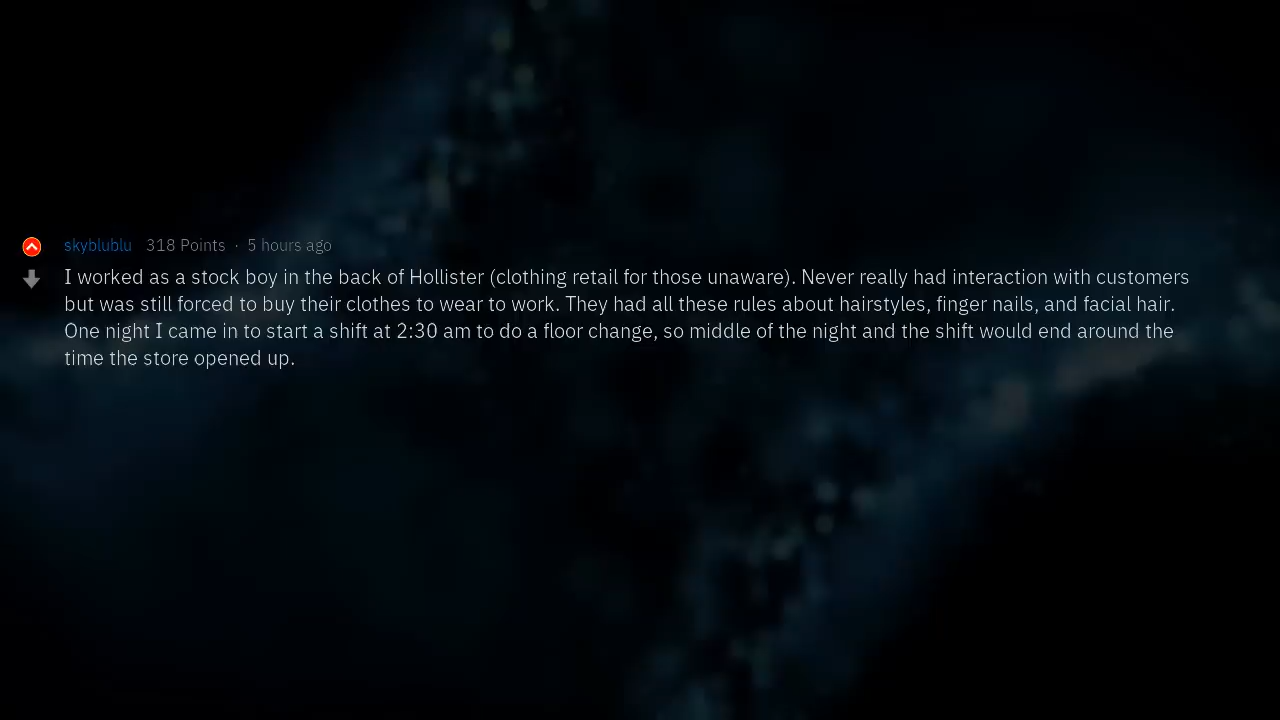 skyblublu 318 Points · 5 hours ago
I worked as a stock boy in the back of Hollister (clothing retail for those unaware). Never really had interaction with customers
but was still forced to buy their clothes to wear to work. They had all these rules about hairstyles, finger nails, and facial hair.
One night I came in to start a shift at 2:30 am to do a floor change, so middle of the night and the shift would end around the
time the store opened up.